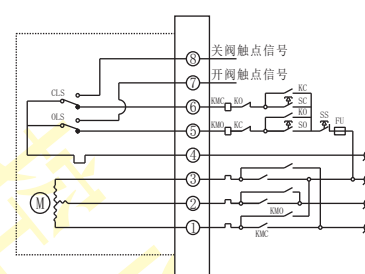 ⑧ 关阀触点信号
⑦ 开阀触点信号
CLS ⑥ KMC KO KC SC
OLS ⑤ KMO KC KO SO SS FU
④
③
M ② KMO
① KMC